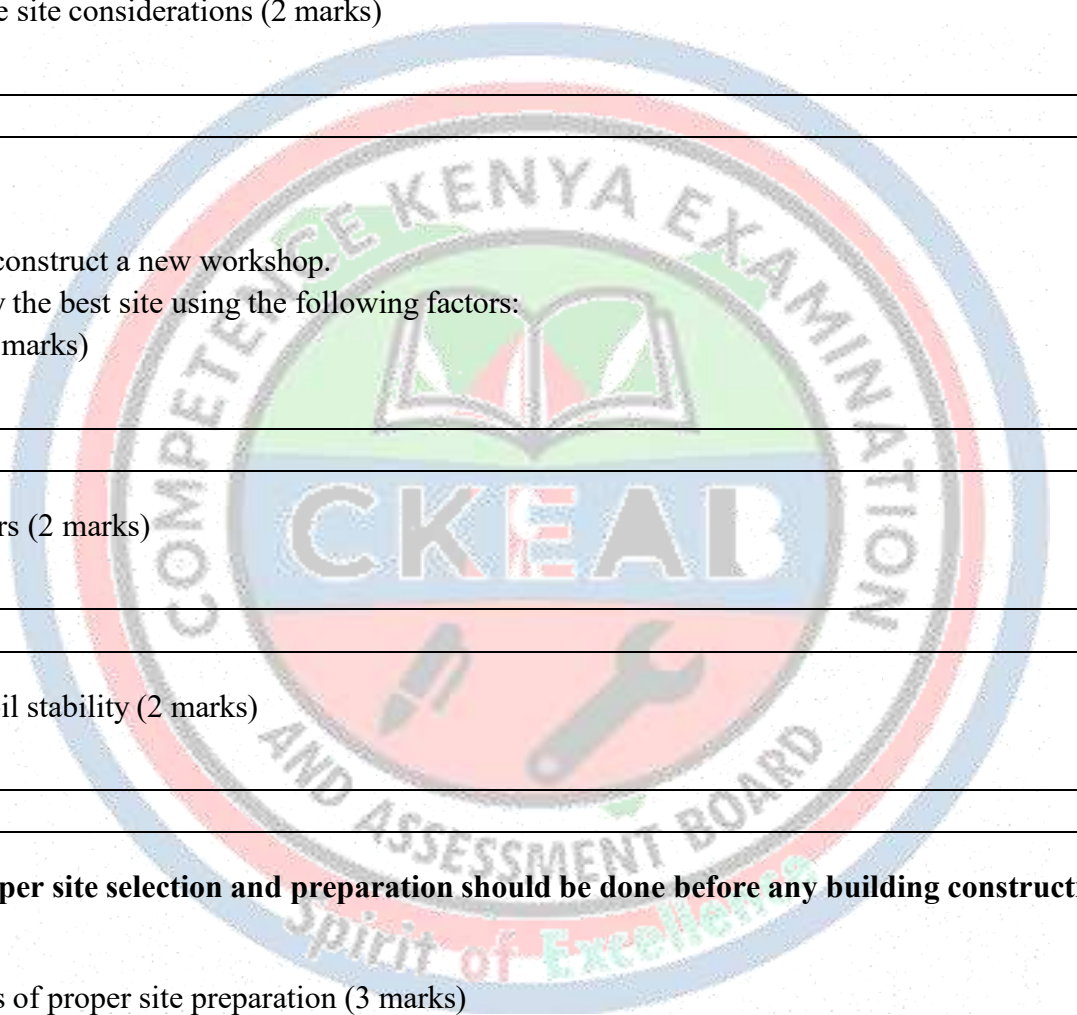 e site considerations (2 marks)
construct a new workshop.
y the best site using the following factors:
marks)
rs (2 marks)
il stability (2 marks)
per site selection and preparation should be done before any building construct
s of proper site preparation (3 marks)
COMPETENCE KENYA EXAMINATION
CKEAB
AND ASSESSMENT BOARD
Spirit of Excellence